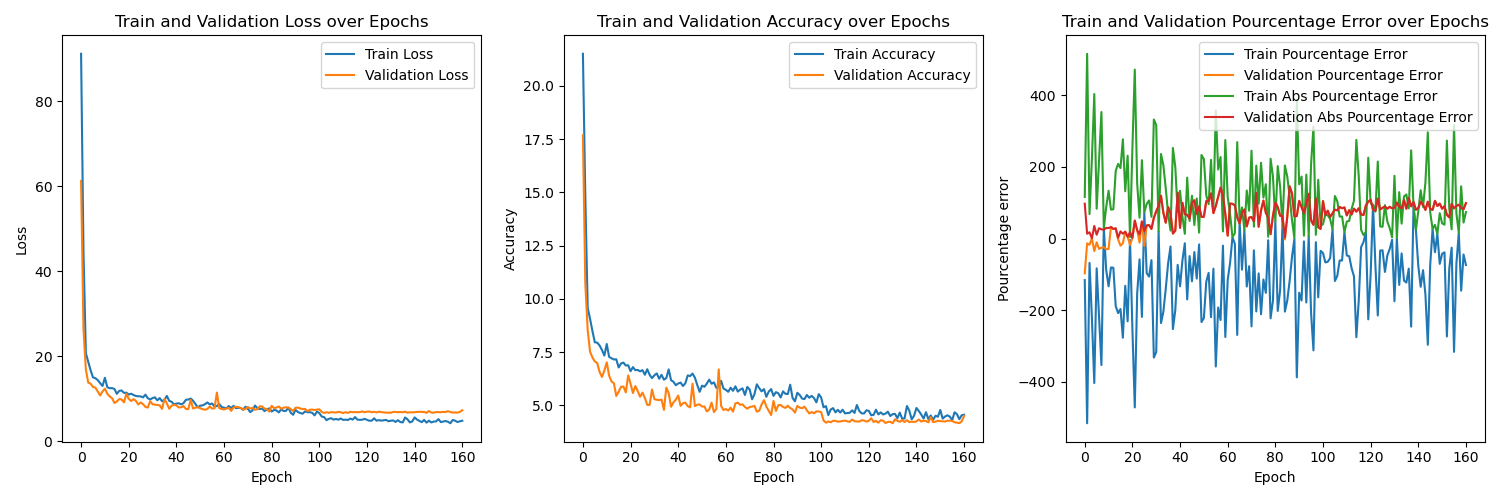 Train and Validation Loss over Epochs
Train Loss
Validation Loss
Loss
80
60
40
20
0
0 20 40 60 80 100 120 140 160
Epoch
Train and Validation Accuracy over Epochs
Train Accuracy
Validation Accuracy
Accuracy
20.0
17.5
15.0
12.5
10.0
7.5
5.0
0 20 40 60 80 100 120 140 160
Epoch
Train and Validation Pourcentage Error over Epochs
Train Pourcentage Error
Validation Pourcentage Error
Train Abs Pourcentage Error
Validation Abs Pourcentage Error
Pourcentage error
400
200
0
−200
−400
0 20 40 60 80 100 120 140 160
Epoch